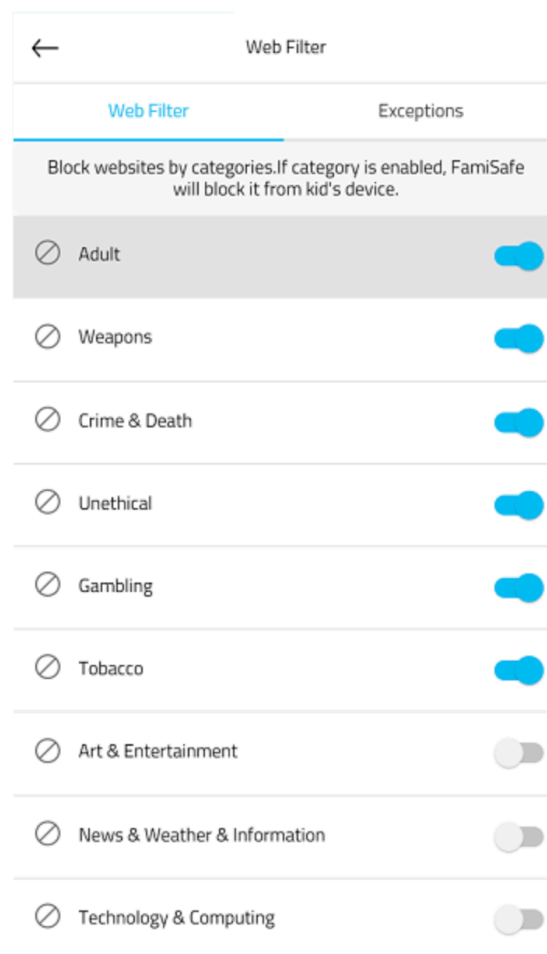 Web Filter
Web Filter
Exceptions
Block websites by categories.If category is enabled, FamiSafe
will block it from kid's device.
Adult
Weapons
Crime & Death
Unethical
Gambling
Tobacco
Art & Entertainment
News & Weather & Information
Technology & Computing